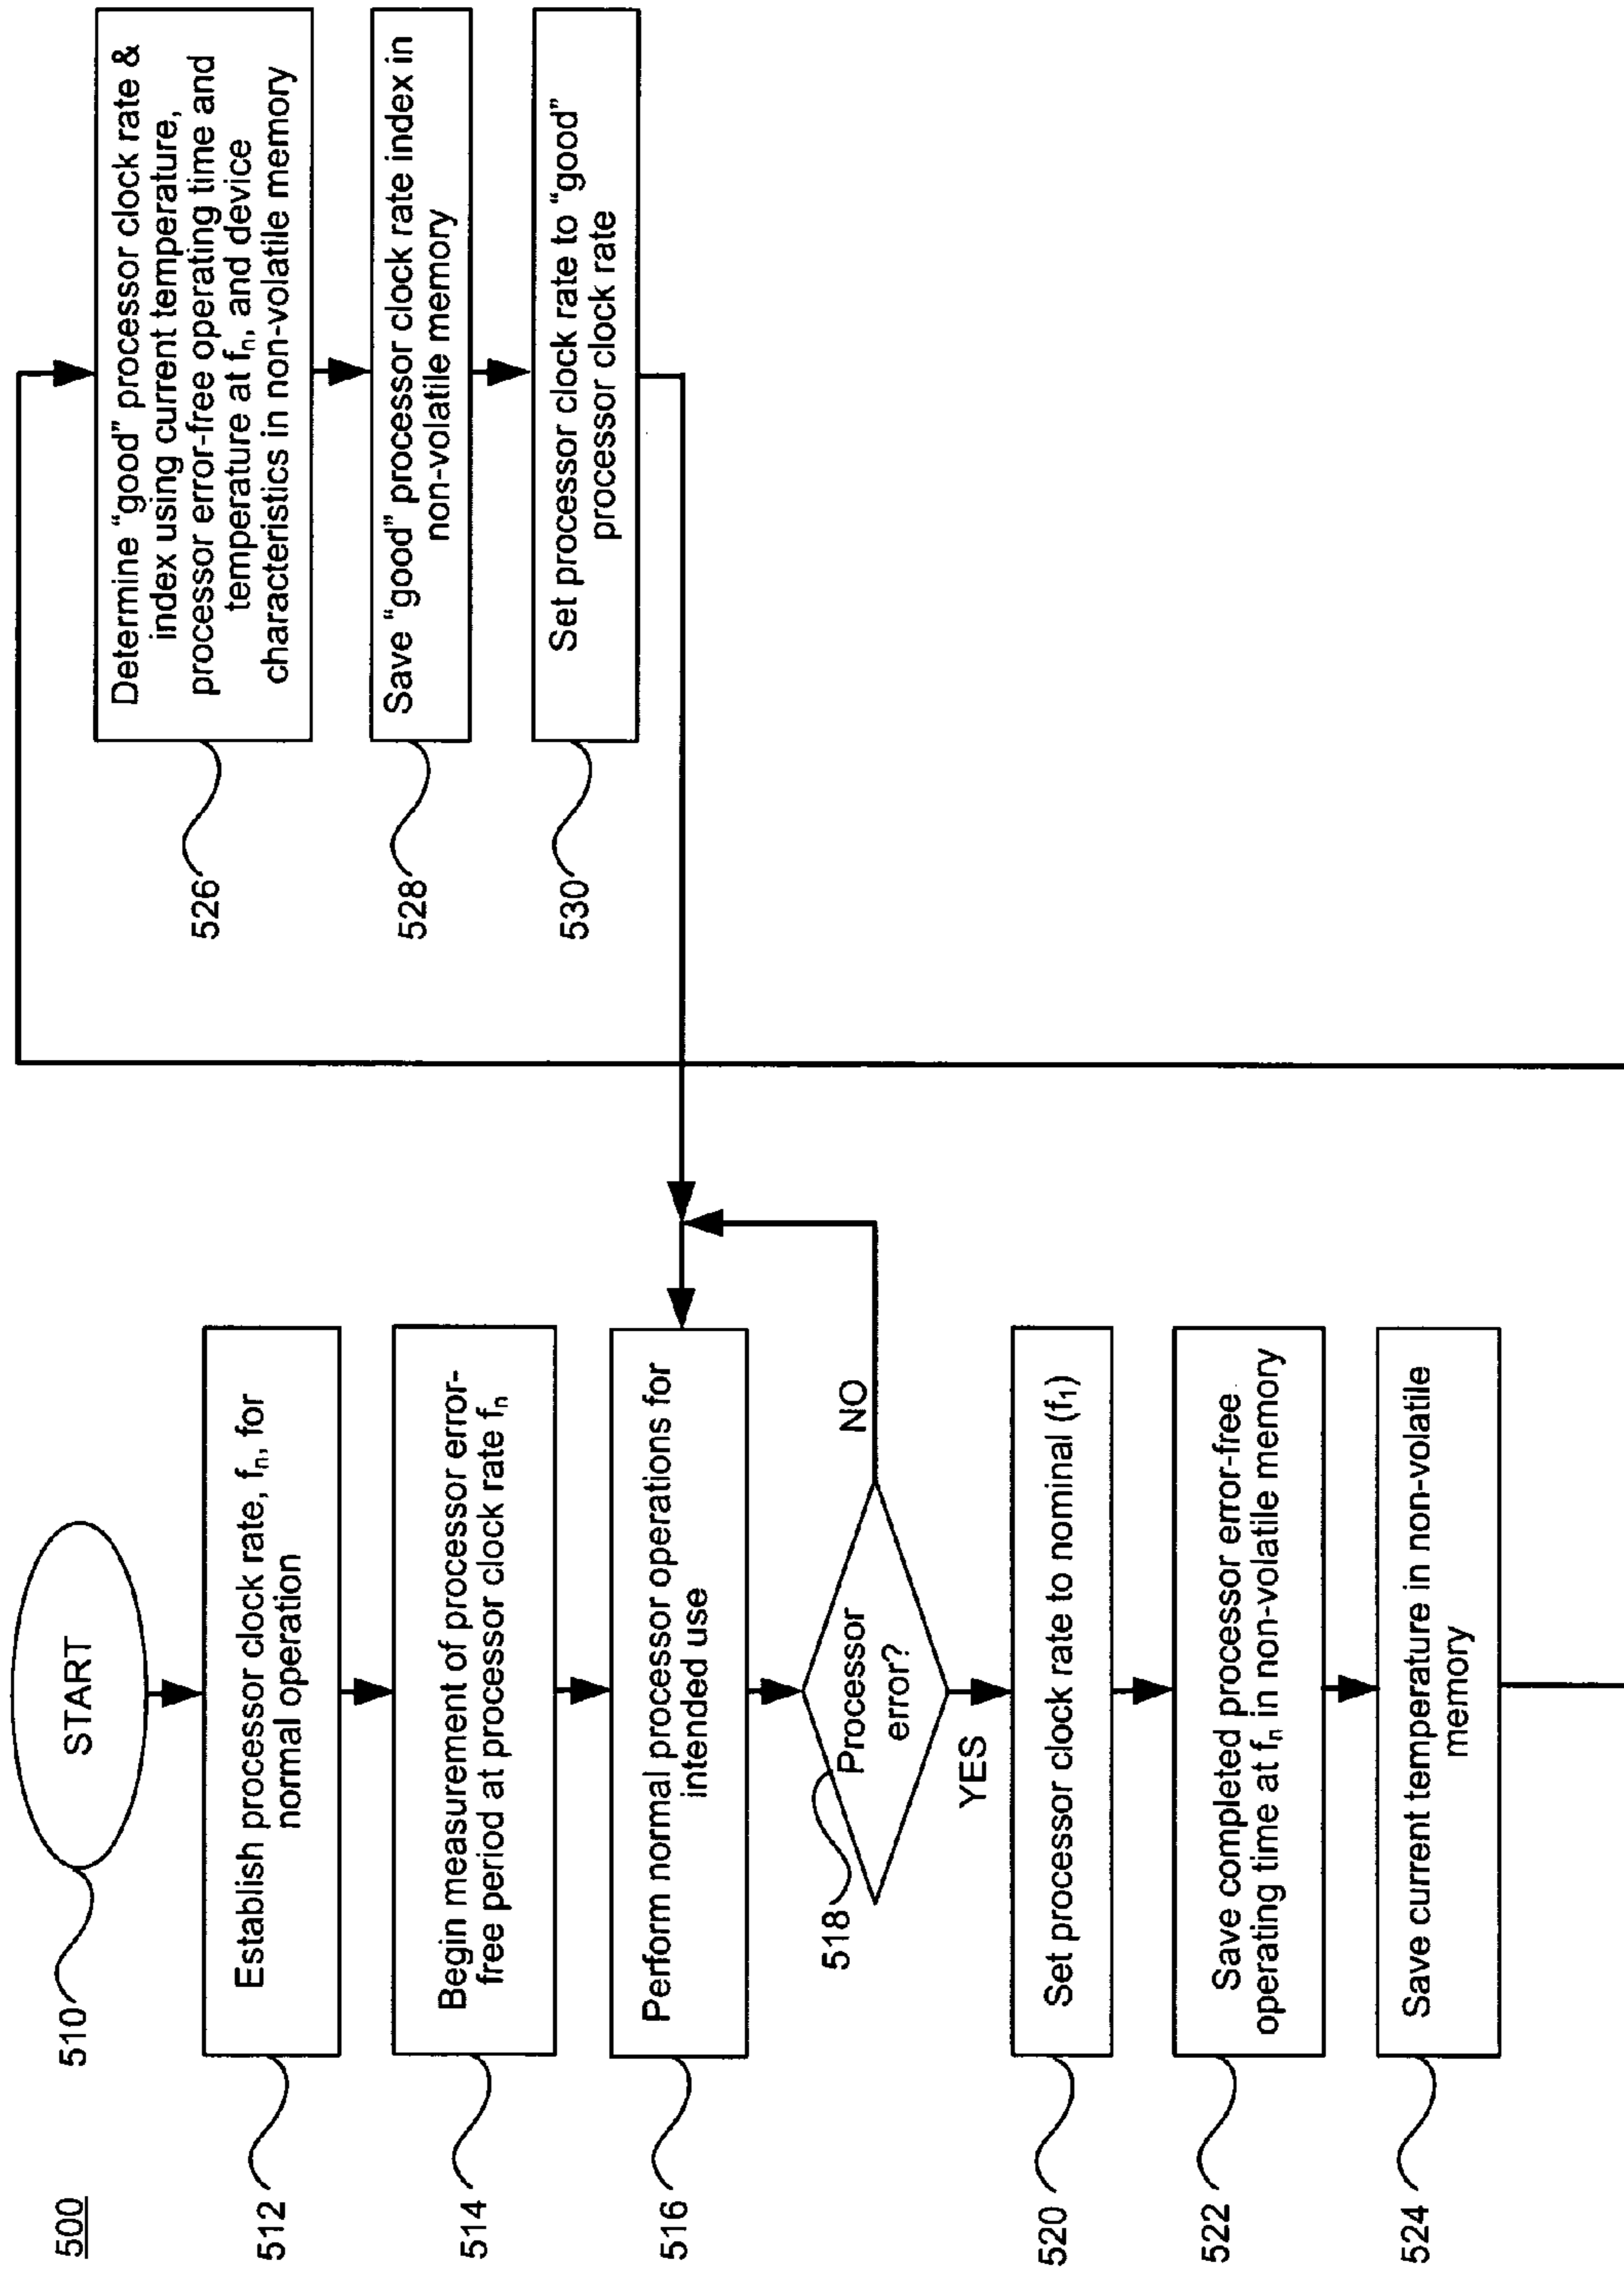 500
START
510
Establish processor clock rate, fn, for
normal operation
512
Begin measurement of processor error-
free period at processor clock rate fn
514
Perform normal processor operations for
intended use
516
Processor
error?
518
NO
YES
Set processor clock rate to nominal (f1)
520
Save completed processor error-free
operating time at fn in non-volatile memory
522
Save current temperature in non-volatile
memory
524
Determine “good” processor clock rate &
index using current temperature,
processor error-free operating time and
temperature at fn, and device
characteristics in non-volatile memory
526
Save “good” processor clock rate index in
non-volatile memory
528
Set processor clock rate to “good”
processor clock rate
530